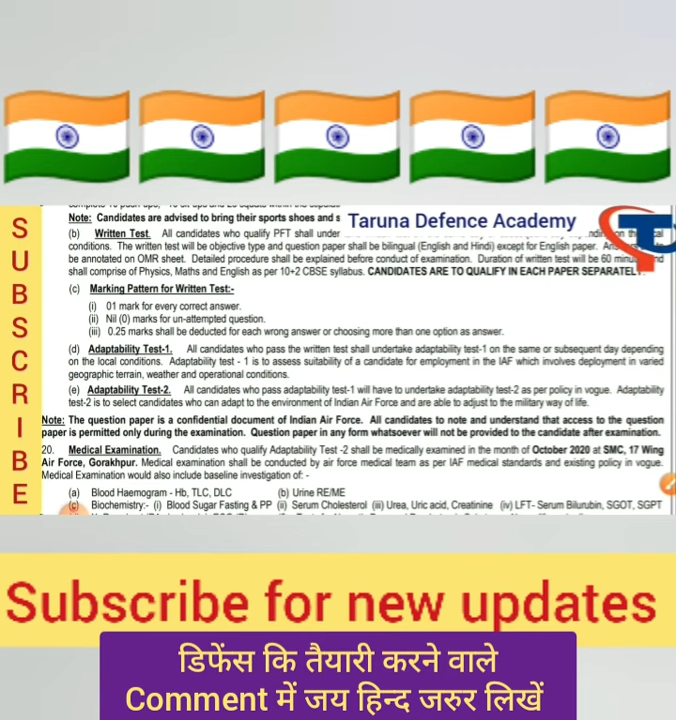 Note: Candidates are advised to bring their sports shoes and s
Taruna Defence Academy
(b) Written Test. All candidates who qualify PFT shall under
conditions. The written test will be objective type and question paper shall be bilingual (English and Hindi) except for English paper.
be annotated on OMR sheet. Detailed procedure shall be explained before conduct of examination. Duration of written test will be 60
shall comprise of Physics, Maths and English as per 10+2 CBSE syllabus. CANDIDATES ARE TO QUALIFY IN EACH PAPER SEPARATEL
(c) Marking Pattern for Written Test:-
(i) 01 mark for every correct answer.
(ii) Nil (0) marks for un-attempted question.
(iii) 0.25 marks shall be deducted for each wrong answer or choosing more than one option as answer.
(d) Adaptability Test-1. All candidates who pass the written test shall undertake adaptability test-1 on the same or subsequent day depending
on the local conditions. Adaptability test - 1 is to assess suitability of a candidate for employment in the IAF which involves deployment in varied
geographic terrain, weather and operational conditions.
(e) Adaptability Test-2. All candidates who pass adaptability test-1 will have to undertake adaptability test-2 as per policy in vogue. Adaptability
test-2 is to select candidates who can adapt to the environment of Indian Air Force and are able to adjust to the military way of life.
Note: The question paper is a confidential document of Indian Air Force. All candidates to note and understand that access to the question
paper is permitted only during the examination. Question paper in any form whatsoever will not be provided to the candidate after examination.
20. Medical Examination. Candidates who qualify Adaptability Test -2 shall be medically examined in the month of October 2020 at SMC, 17 Wing
Air Force, Gorakhpur. Medical examination shall be conducted by air force medical team as per IAF medical standards and existing policy in vogue.
Medical Examination would also include baseline investigation of: -
(a) Blood Haemogram - Hb, TLC, DLC (b) Urine RE/ME
(c) Biochemistry:- (i) Blood Sugar Fasting & PP (ii) Serum Cholesterol (iii) Urea, Uric acid, Creatinine (iv) LFT- Serum Bilurubin, SGOT, SGPT
SUBSCRIBE
Subscribe for new updates
डिफेंस कि तैयारी करने वाले
Comment में जय हिन्द जरुर लिखें